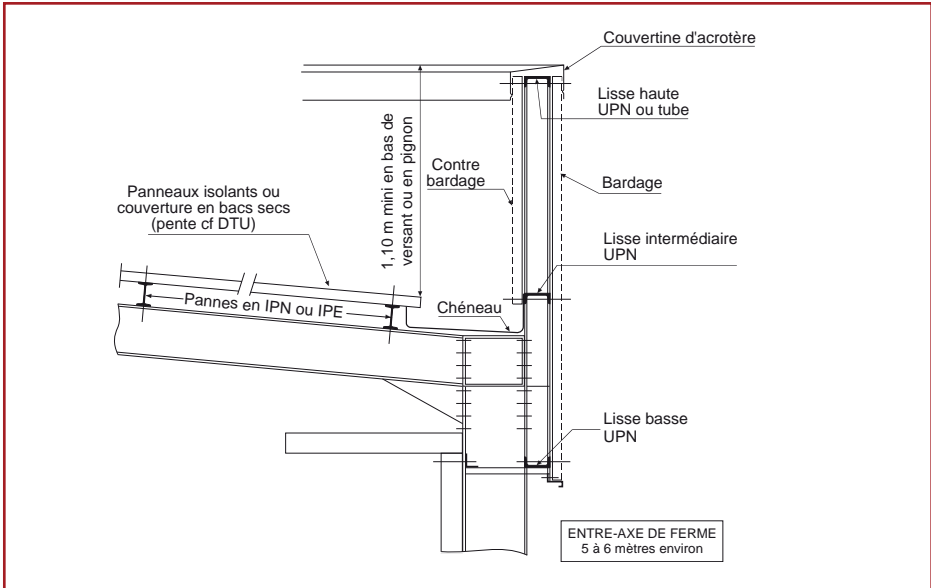 Couvertine d'acrotère
Lisse haute
UPN ou tube
1,10 m mini en bas de
versant ou en pignon
Contre
bardage
Bardage
Panneaux isolants ou
couverture en bacs secs
(pente cf DTU)
Lisse intermédiaire
UPN
Pannes en IPN ou IPE
Chéneau
Lisse basse
UPN
ENTRE-AXE DE FERME
5 à 6 mètres environ